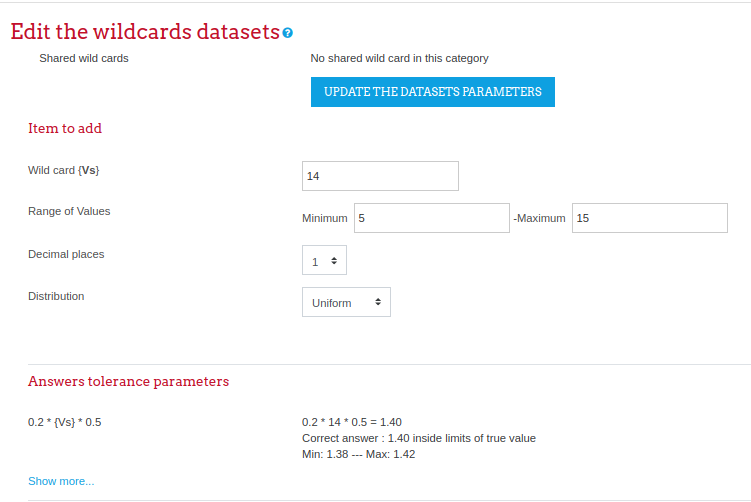 Edit the wildcards datasets
Shared wild cards No shared wild card in this category
UPDATE THE DATASETS PARAMETERS
Item to add
Wild card {Vs} 14
Range of Values Minimum 5 -Maximum 15
Decimal places 1
Distribution Uniform
Answers tolerance parameters
0.2 * {Vs} * 0.5 0.2 * 14 * 0.5 = 1.40
Correct answer : 1.40 inside limits of true value
Min: 1.38 --- Max: 1.42
Show more...